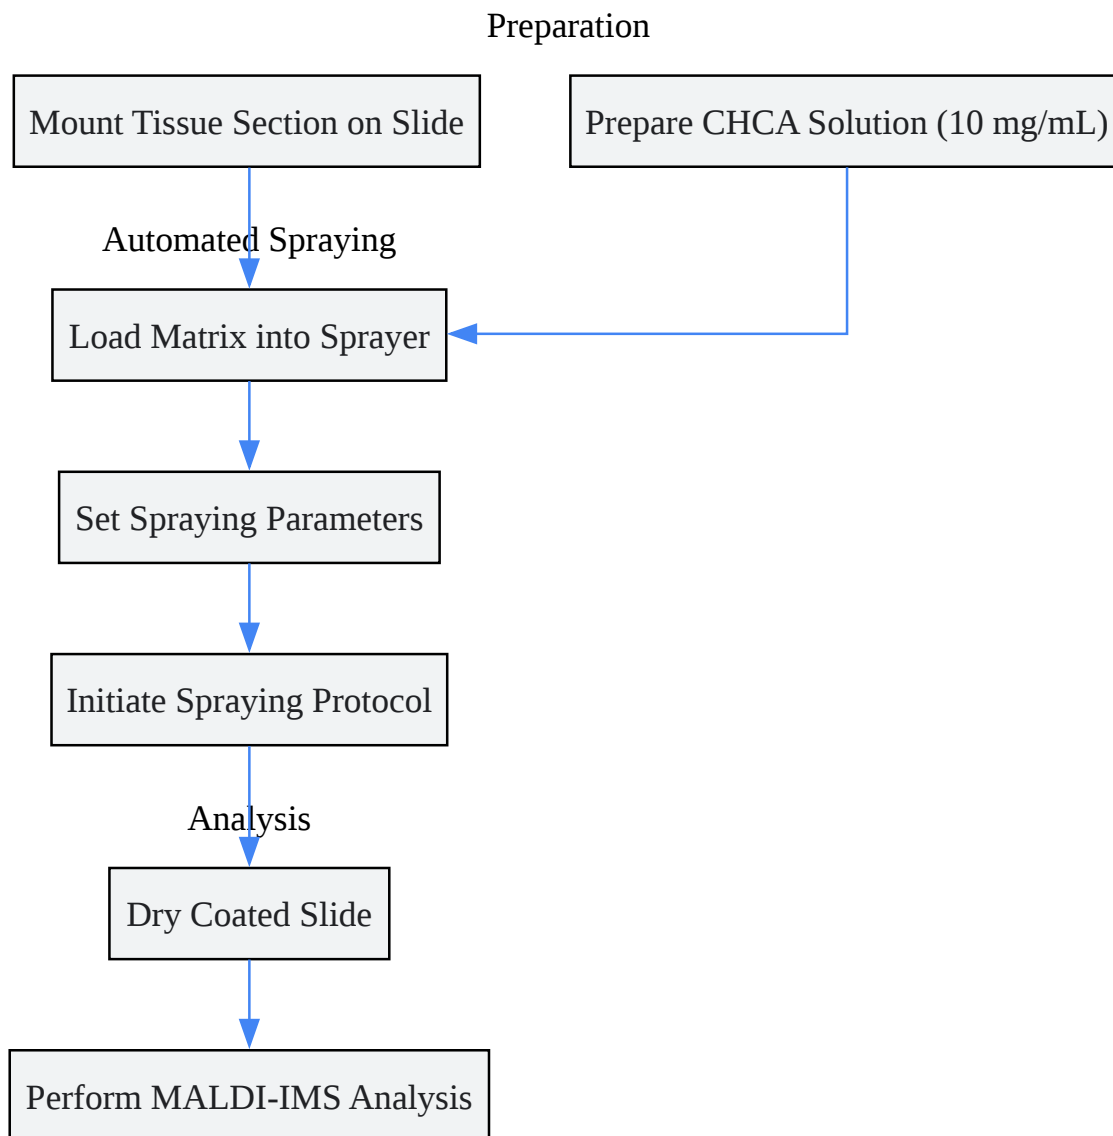 Preparation
Mount Tissue Section on Slide
Prepare CHCA Solution (10 mg/mL)
Automated Spraying
Load Matrix into Sprayer
Set Spraying Parameters
Initiate Spraying Protocol
Analysis
Dry Coated Slide
Perform MALDI-IMS Analysis